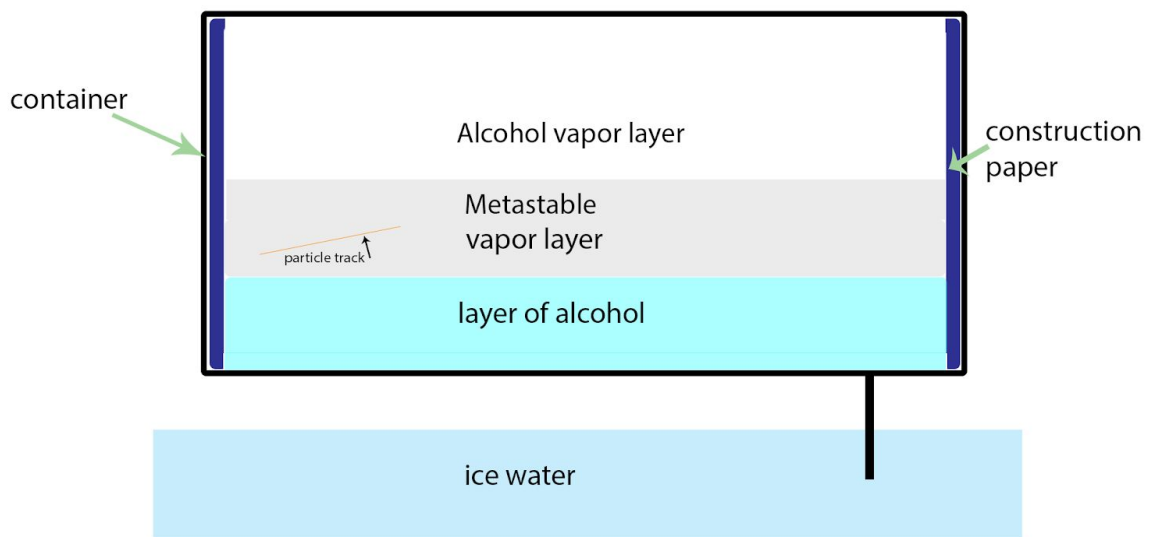 container
Alcohol vapor layer
construction
paper
Metastable
vapor layer
particle track
layer of alcohol
ice water